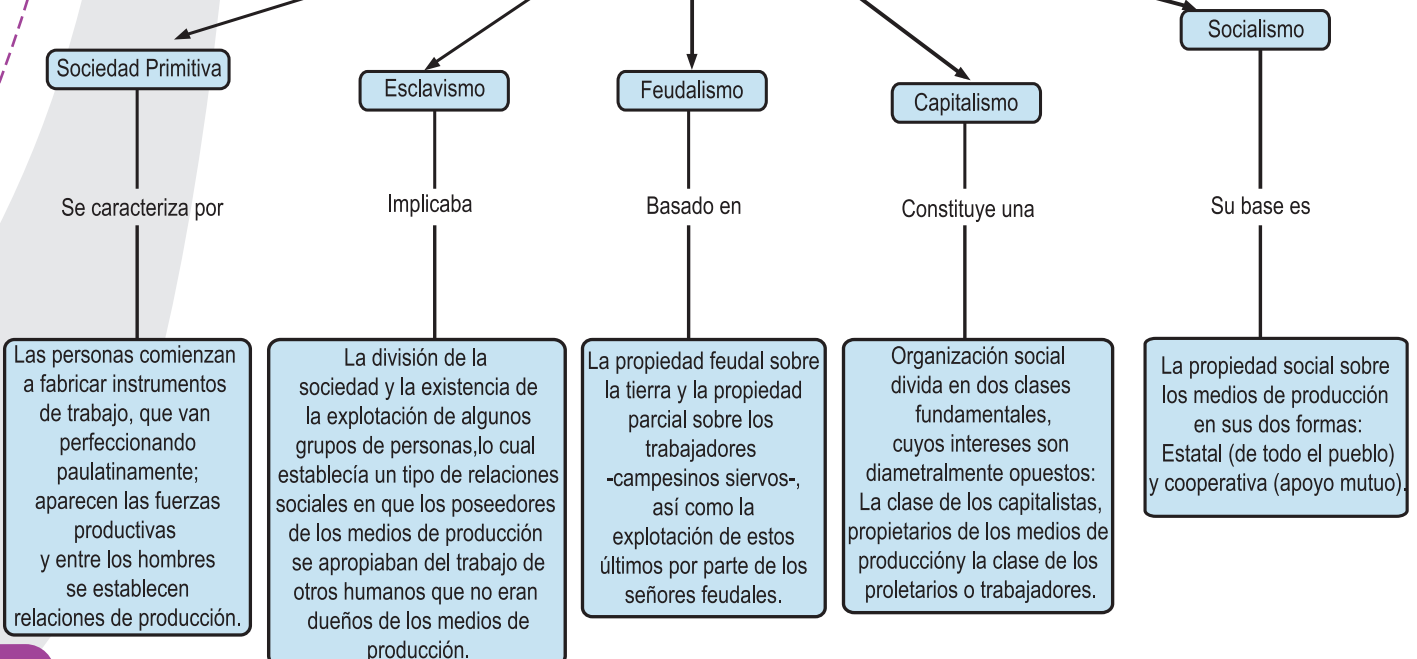 Sociedad Primitiva
Se caracteriza por
Las personas comienzan
a fabricar instrumentos
de trabajo, que van
perfeccionando
paulatinamente;
aparecen las fuerzas
productivas
y entre los hombres
se establecen
relaciones de producción.
Esclavismo
Implicaba
La división de la
sociedad y la existencia de
la explotación de algunos
grupos de personas,lo cual
establecía un tipo de relaciones
sociales en que los poseedores
de los medios de producción
se apropiaban del trabajo de
otros humanos que no eran
dueños de los medios de
producción.
Feudalismo
Basado en
La propiedad feudal sobre
la tierra y la propiedad
parcial sobre los
trabajadores
-campesinos siervos-,
así como la
explotación de estos
últimos por parte de los
señores feudales.
Capitalismo
Constituye una
Organización social
divida en dos clases
fundamentales,
cuyos intereses son
diametralmente opuestos:
La clase de los capitalistas,
propietarios de los medios de
produccióny la clase de los
proletarios o trabajadores.
Socialismo
Su base es
La propiedad social sobre
los medios de producción
en sus dos formas:
Estatal (de todo el pueblo)
y cooperativa (apoyo mutuo).